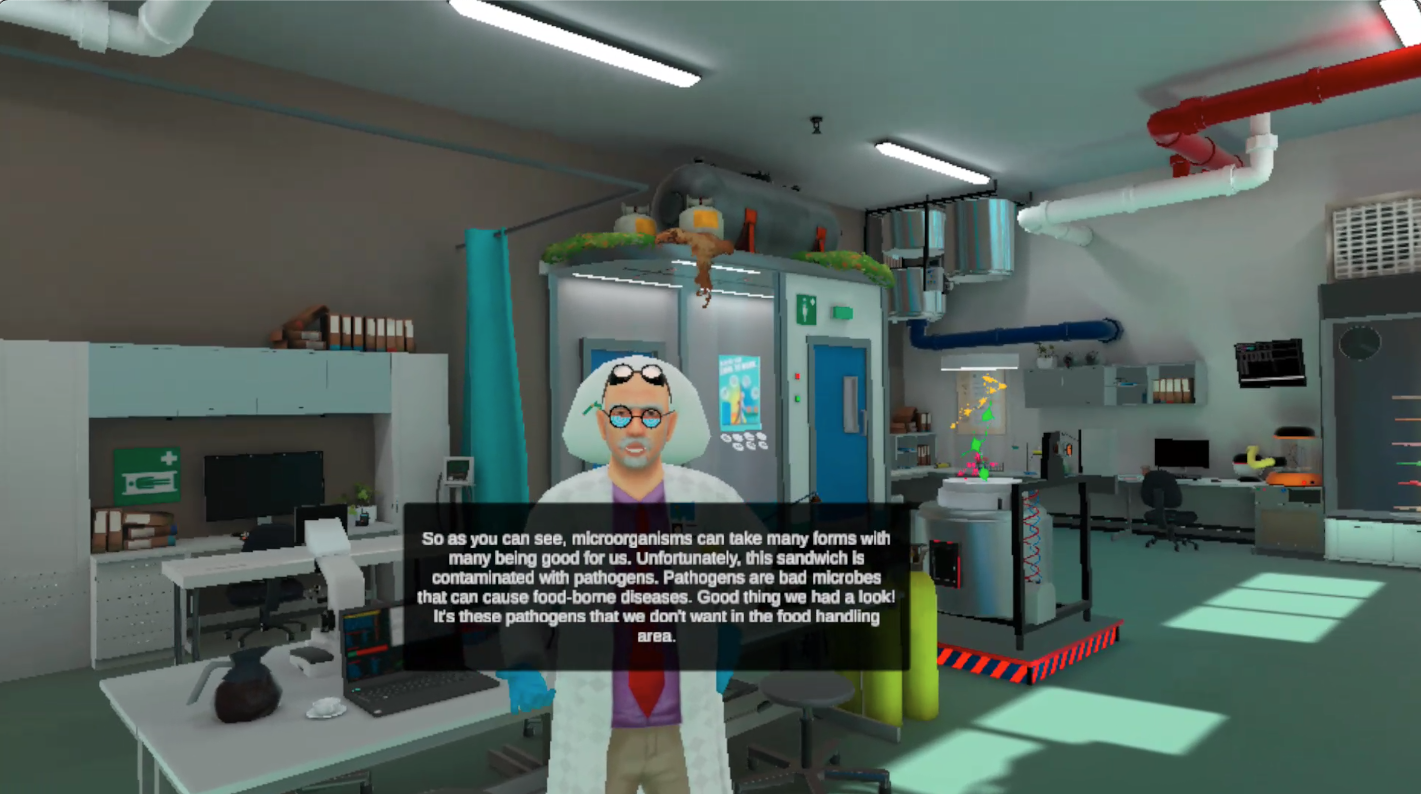 So as you can see, microorganisms can take many forms with
many being good for us. Unfortunately, this sandwich is
contaminated with pathogens. Pathogens are bad microbes
that can cause food-borne diseases. Good thing we had a look!
It's these pathogens that we don't want in the food handling
area.